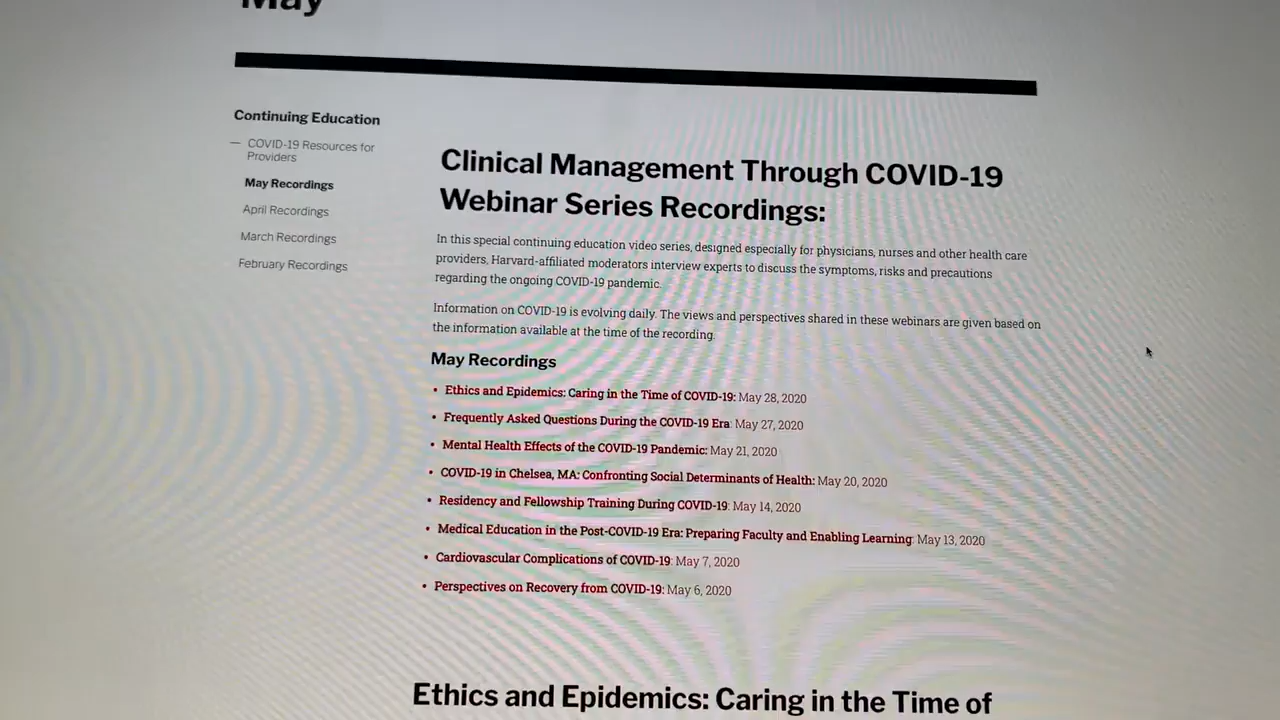 May
Continuing Education
— COVID-19 Resources for
Providers
May Recordings
April Recordings
March Recordings
February Recordings
Clinical Management Through COVID-19
Webinar Series Recordings:
In this special continuing education video series, designed especially for physicians, nurses and other health care
providers, Harvard-affiliated moderators interview experts to discuss the symptoms, risks and precautions
regarding the ongoing COVID-19 pandemic.
Information on COVID-19 is evolving daily. The views and perspectives shared in these webinars are given based on
the information available at the time of the recording.
May Recordings
• Ethics and Epidemics: Caring in the Time of COVID-19: May 28, 2020
• Frequently Asked Questions During the COVID-19 Era: May 27, 2020
• Mental Health Effects of the COVID-19 Pandemic: May 21, 2020
• COVID-19 in Chelsea, MA: Confronting Social Determinants of Health: May 20, 2020
• Residency and Fellowship Training During COVID-19: May 14, 2020
• Medical Education in the Post-COVID-19 Era: Preparing Faculty and Enabling Learning: May 13, 2020
• Cardiovascular Complications of COVID-19: May 7, 2020
• Perspectives on Recovery from COVID-19: May 6, 2020
Ethics and Epidemics: Caring in the Time of